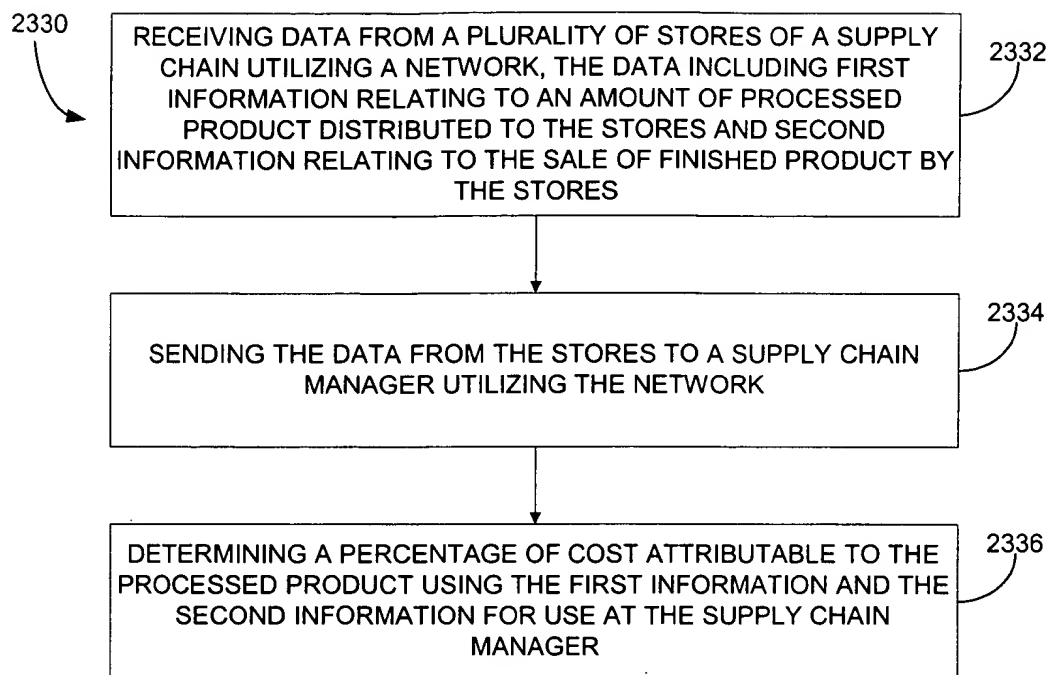 2330
RECEIVING DATA FROM A PLURALITY OF STORES OF A SUPPLY
CHAIN UTILIZING A NETWORK, THE DATA INCLUDING FIRST
INFORMATION RELATING TO AN AMOUNT OF PROCESSED
PRODUCT DISTRIBUTED TO THE STORES AND SECOND
INFORMATION RELATING TO THE SALE OF FINISHED PRODUCT BY
THE STORES
2332
SENDING THE DATA FROM THE STORES TO A SUPPLY CHAIN
MANAGER UTILIZING THE NETWORK
2334
DETERMINING A PERCENTAGE OF COST ATTRIBUTABLE TO THE
PROCESSED PRODUCT USING THE FIRST INFORMATION AND THE
SECOND INFORMATION FOR USE AT THE SUPPLY CHAIN
MANAGER
2336